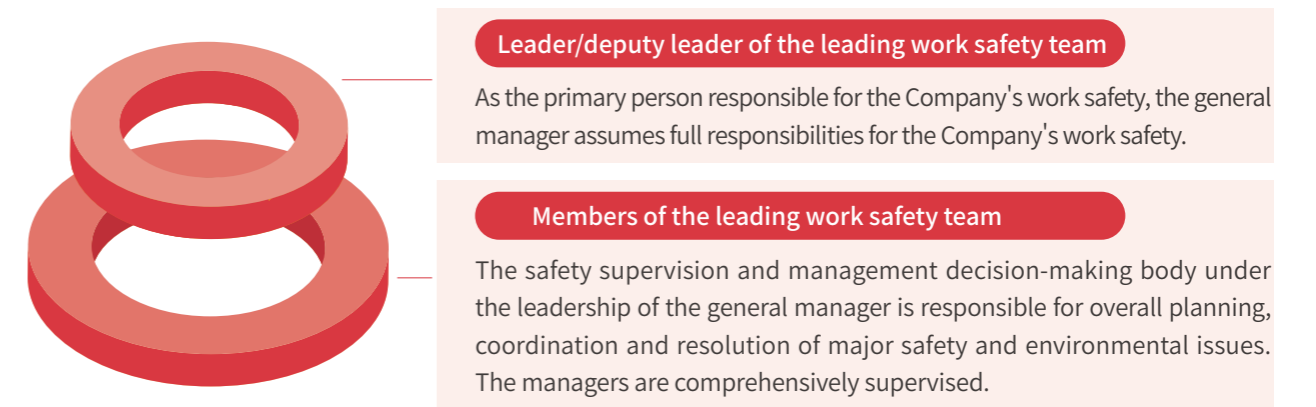 Leader/deputy leader of the leading work safety team
As the primary person responsible for the Company's work safety, the general
manager assumes full responsibilities for the Company's work safety.
Members of the leading work safety team
The safety supervision and management decision-making body under
the leadership of the general manager is responsible for overall planning,
coordination and resolution of major safety and environmental issues.
The managers are comprehensively supervised.